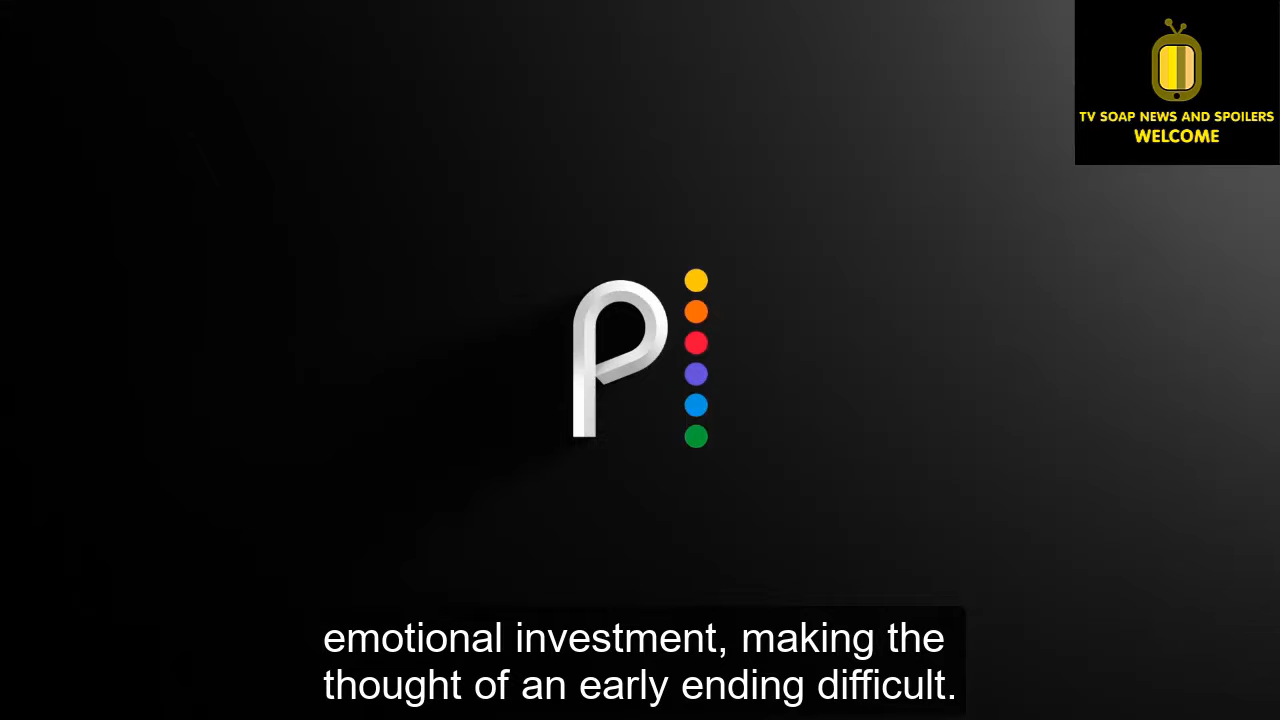 TV SOAP NEWS AND SPOILERS
WELCOME
P
emotional investment, making the
thought of an early ending difficult.